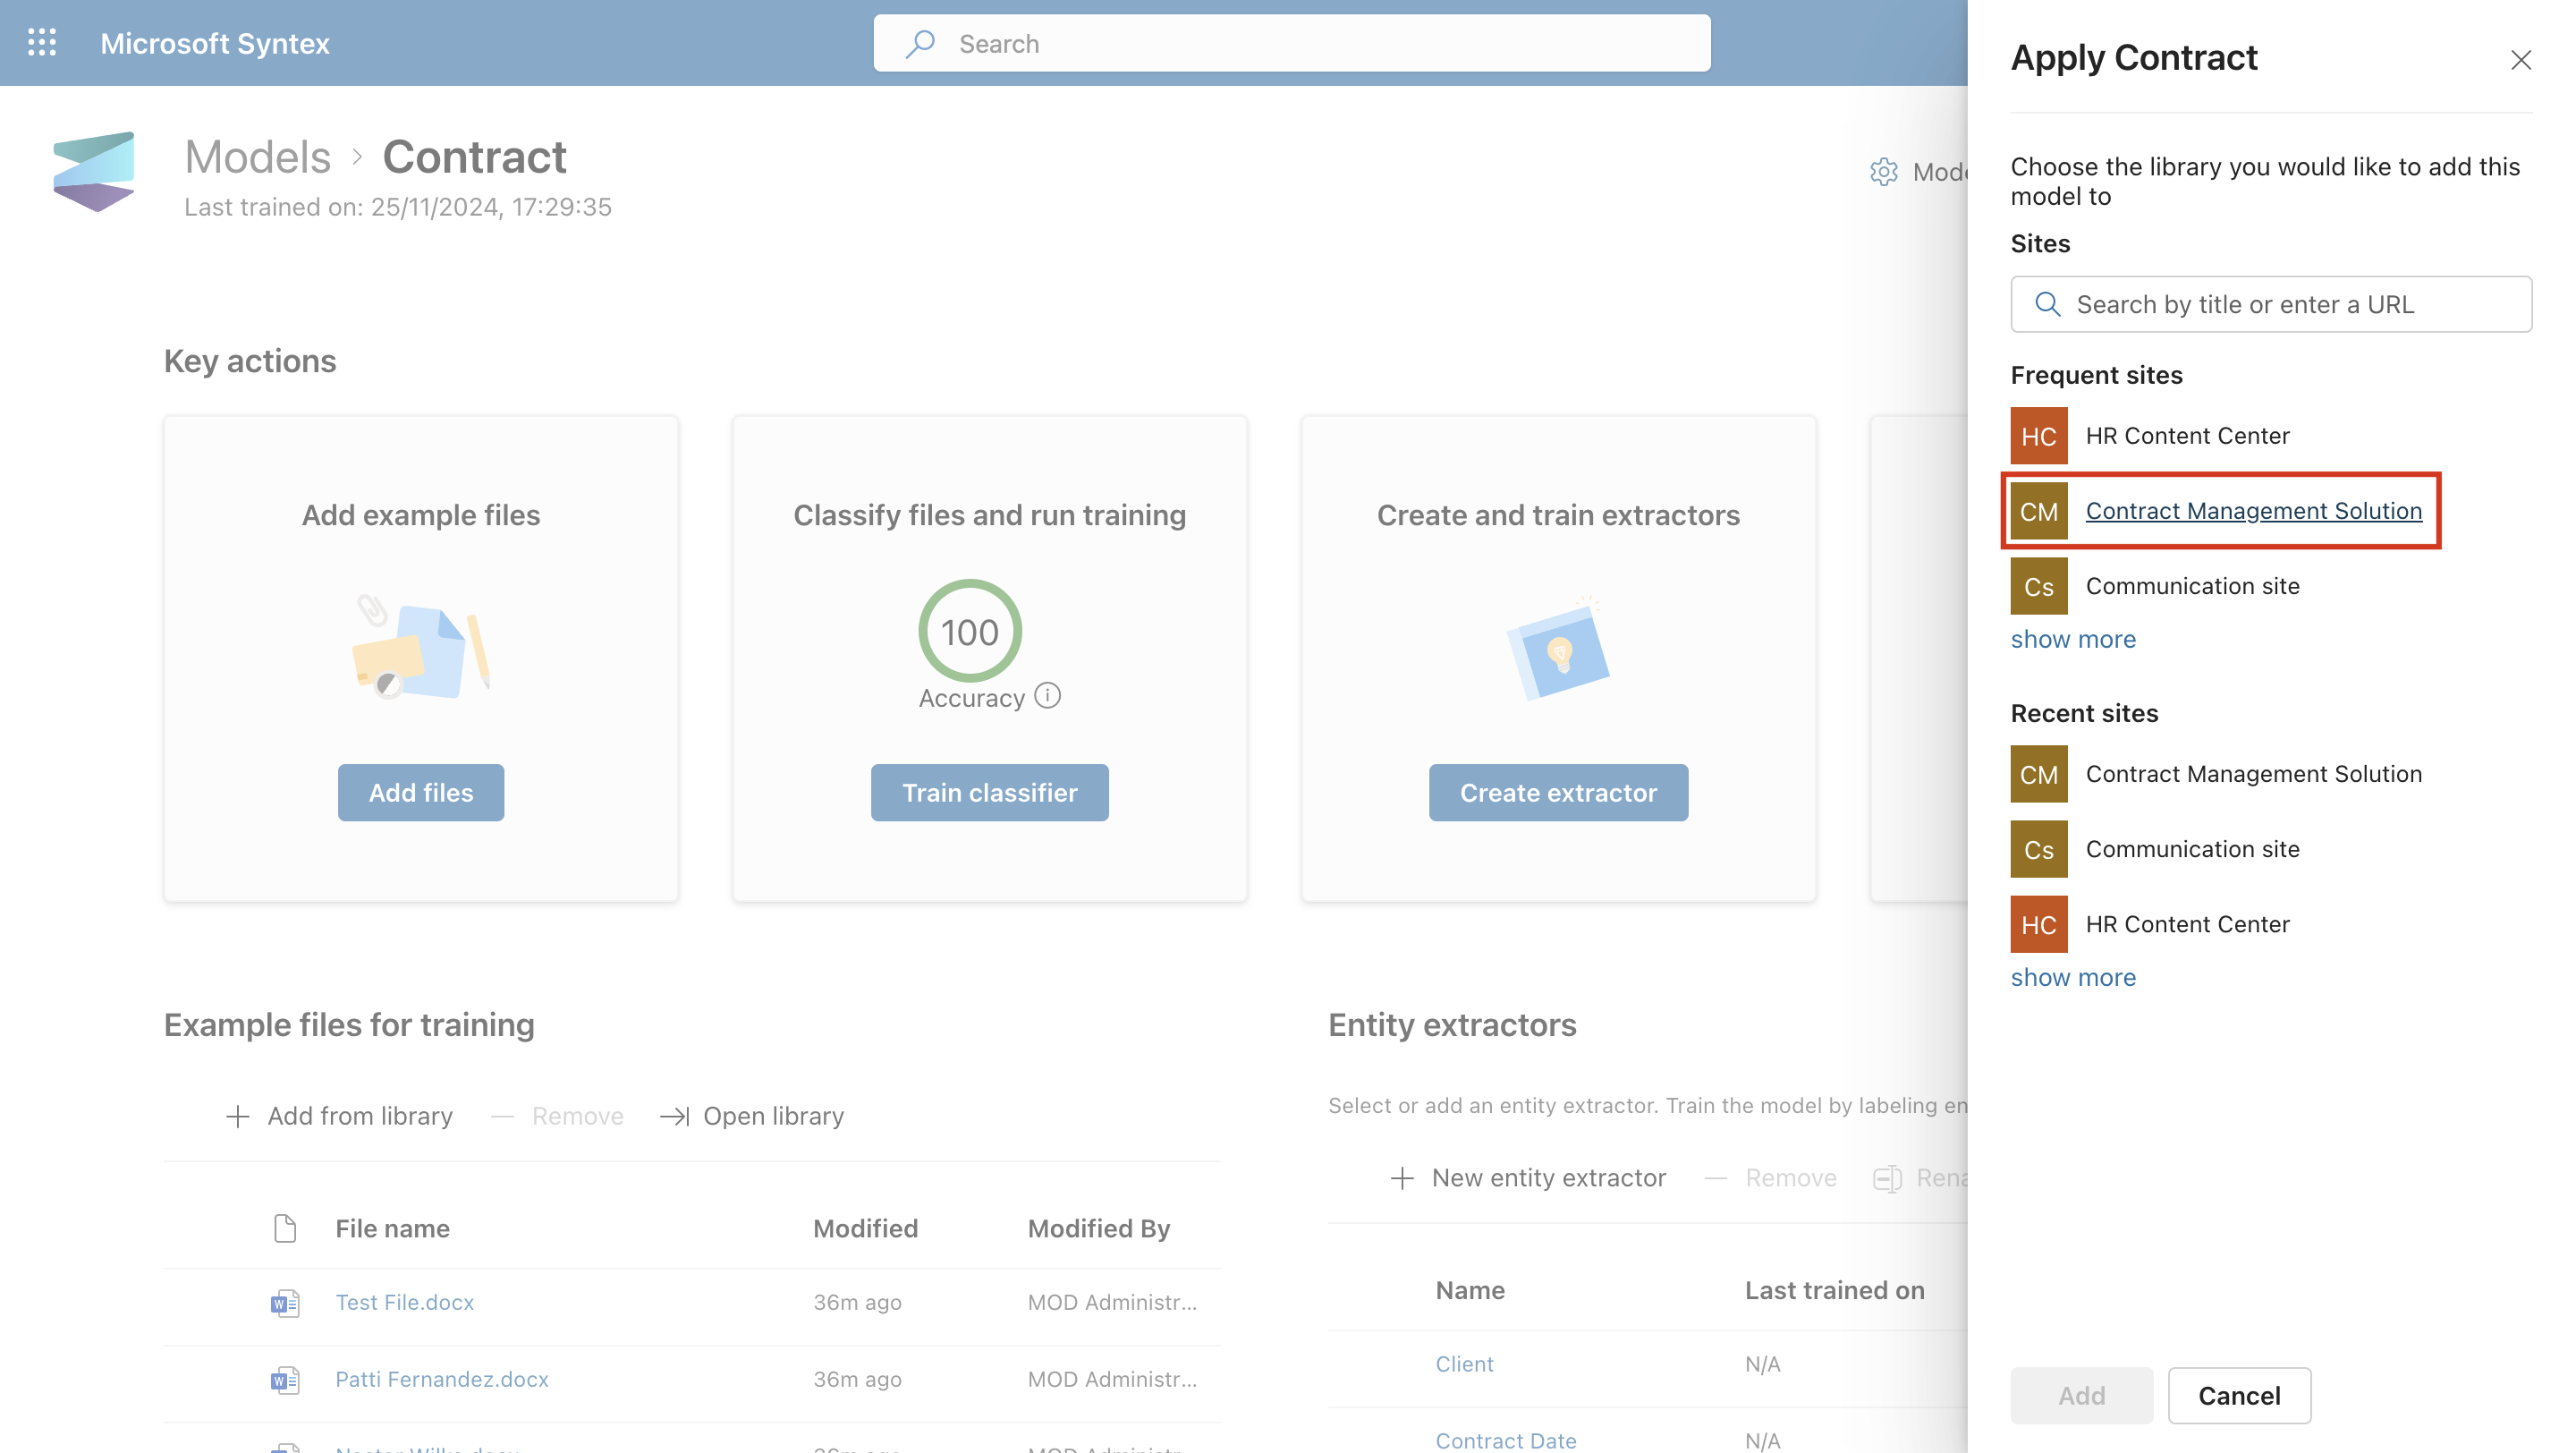 Microsoft Syntex
Search
Models > Contract
Last trained on: 25/11/2024, 17:29:35
Key actions
Add example files
Add files
Classify files and run training
100
Accuracy
Train classifier
Create and train extractors
Create extractor
Example files for training
Add from library
Remove
Open library
File name Modified Modified By
Test File.docx 36m ago MOD Administr...
Patti Fernandez.docx 36m ago MOD Administr...
Entity extractors
Select or add an entity extractor. Train the model by labeling en
New entity extractor
Remove
Rena
Name Last trained on
Client N/A
Contract Date N/A
Apply Contract
Choose the library you would like to add this
model to
Sites
Search by title or enter a URL
Frequent sites
HC HR Content Center
CM Contract Management Solution
Cs Communication site
show more
Recent sites
CM Contract Management Solution
Cs Communication site
HC HR Content Center
show more
Add
Cancel